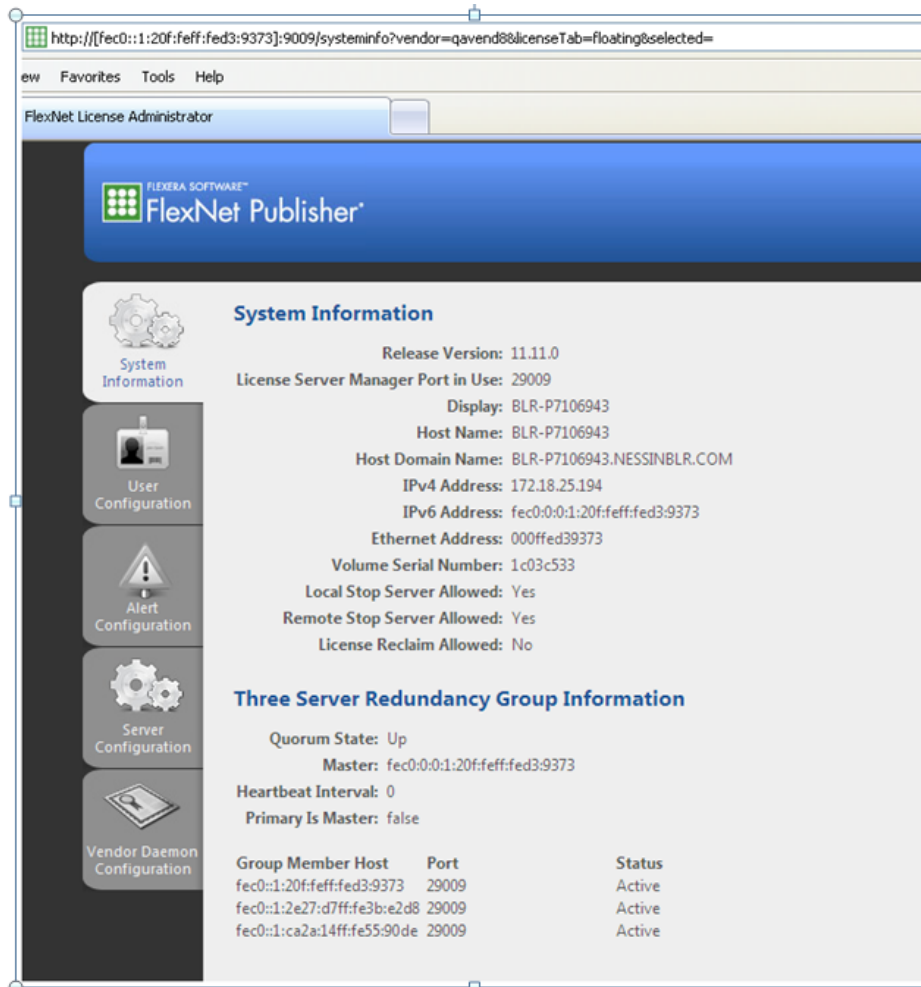 http://[fec0::1:20f:feff:fed3:9373]:9009/systeminfo?vendor=qavend8&licenseTab=floating&selected=
ew Favorites Tools Help
FlexNet License Administrator
FLEXERA SOFTWARE™
FlexNet Publisher®
System Information
User Configuration
Alert Configuration
Server Configuration
Vendor Daemon Configuration
System Information
Release Version: 11.11.0
License Server Manager Port in Use: 29009
Display: BLR-P7106943
Host Name: BLR-P7106943
Host Domain Name: BLR-P7106943.NESSINBLR.COM
IPv4 Address: 172.18.25.194
IPv6 Address: fec0:0:0:1:20f:feff:fed3:9373
Ethernet Address: 000ffed39373
Volume Serial Number: 1c03c533
Local Stop Server Allowed: Yes
Remote Stop Server Allowed: Yes
License Reclaim Allowed: No
Three Server Redundancy Group Information
Quorum State: Up
Master: fec0:0:0:1:20f:feff:fed3:9373
Heartbeat Interval: 0
Primary Is Master: false
Group Member Host Port Status
fec0::1:20f:feff:fed3:9373 29009 Active
fec0::1:2e27:d7ff:fe3b:e2d8 29009 Active
fec0::1:ca2a:14ff:fe55:90de 29009 Active